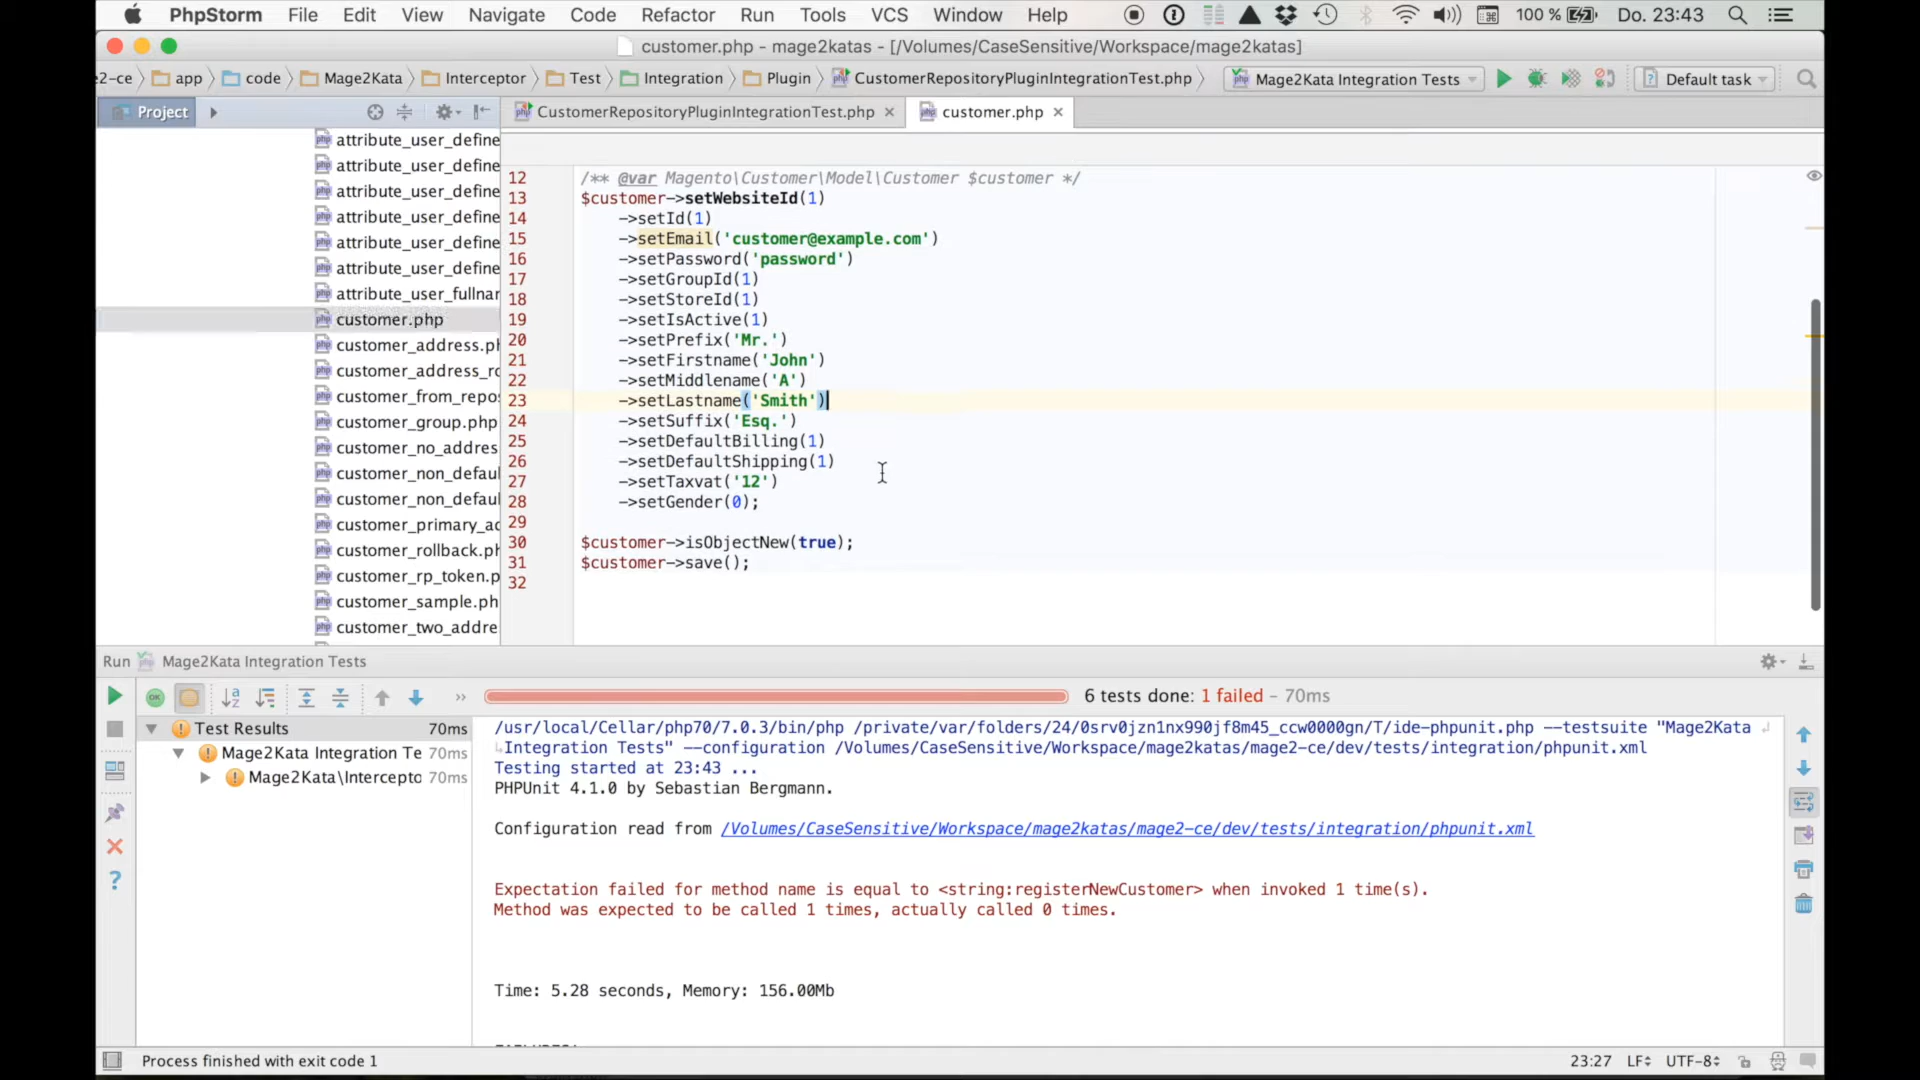 PhpStorm File Edit View Navigate Code Refactor Run Tools VCS Window Help 100 % Do. 23:43
customer.php - mage2katas - [/Volumes/CaseSensitive/Workspace/mage2katas]
e2-ce app code Mage2Kata Interceptor Test Integration Plugin CustomerRepositoryPluginIntegrationTest.php Mage2Kata Integration Tests Default task
Project CustomerRepositoryPluginIntegrationTest.php customer.php
attribute_user_define
attribute_user_define
attribute_user_define
attribute_user_define
attribute_user_define
attribute_user_define
attribute_user_fullnar
customer.php
customer_address.ph
customer_address_ro
customer_from_repos
customer_group.php
customer_no_addres
customer_non_defaul
customer_non_defaul
customer_primary_ad
customer_rollback.ph
customer_rp_token.p
customer_sample.ph
customer_two_addre
12 /** @var Magento\Customer\Model\Customer $customer */
13 $customer->setWebsiteId(1)
14 ->setId(1)
15 ->setEmail('customer@example.com')
16 ->setPassword('password')
17 ->setGroupId(1)
18 ->setStoreId(1)
19 ->setIsActive(1)
20 ->setPrefix('Mr.')
21 ->setFirstname('John')
22 ->setMiddlename('A')
23 ->setLastname('Smith')
24 ->setSuffix('Esq.')
25 ->setDefaultBilling(1)
26 ->setDefaultShipping(1)
27 ->setTaxvat('12')
28 ->setGender(0);
29
30 $customer->isObjectNew(true);
31 $customer->save();
32
Run Mage2Kata Integration Tests
6 tests done: 1 failed - 70ms
Test Results 70ms
Mage2Kata Integration Te 70ms
Mage2Kata\Intercepto 70ms
/usr/local/Cellar/php70/7.0.3/bin/php /private/var/folders/24/0srv0jzn1nx990jf8m45_ccw0000gn/T/ide-phpunit.php --testsuite "Mage2Kata
Integration Tests" --configuration /Volumes/CaseSensitive/Workspace/mage2katas/mage2-ce/dev/tests/integration/phpunit.xml
Testing started at 23:43 ...
PHPUnit 4.1.0 by Sebastian Bergmann.
Configuration read from /Volumes/CaseSensitive/Workspace/mage2katas/mage2-ce/dev/tests/integration/phpunit.xml
Expectation failed for method name is equal to <string:registerNewCustomer> when invoked 1 time(s).
Method was expected to be called 1 times, actually called 0 times.
Time: 5.28 seconds, Memory: 156.00Mb
Process finished with exit code 1 23:27 LF UTF-8